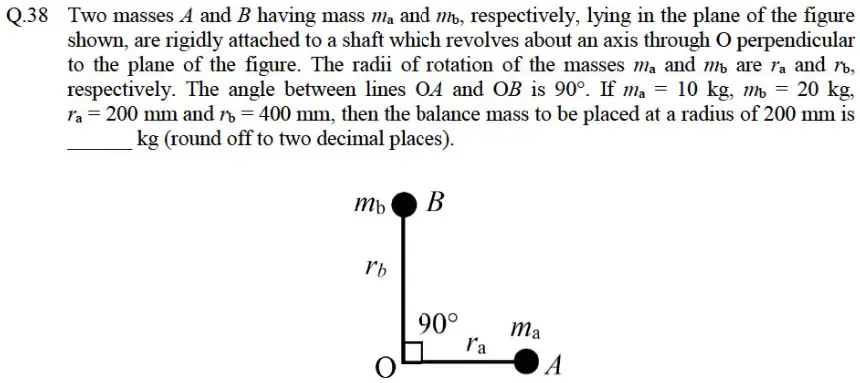 Q.38 Two masses A and B having mass mₐ and m_b, respectively, lying in the plane of the figure
shown, are rigidly attached to a shaft which revolves about an axis through O perpendicular
to the plane of the figure. The radii of rotation of the masses mₐ and m_b are rₐ and r_b,
respectively. The angle between lines OA and OB is 90°. If mₐ = 10 kg, m_b = 20 kg,
rₐ = 200 mm and r_b = 400 mm, then the balance mass to be placed at a radius of 200 mm is
______ kg (round off to two decimal places).
m_b B
r_b
90°
mₐ
rₐ
O
A